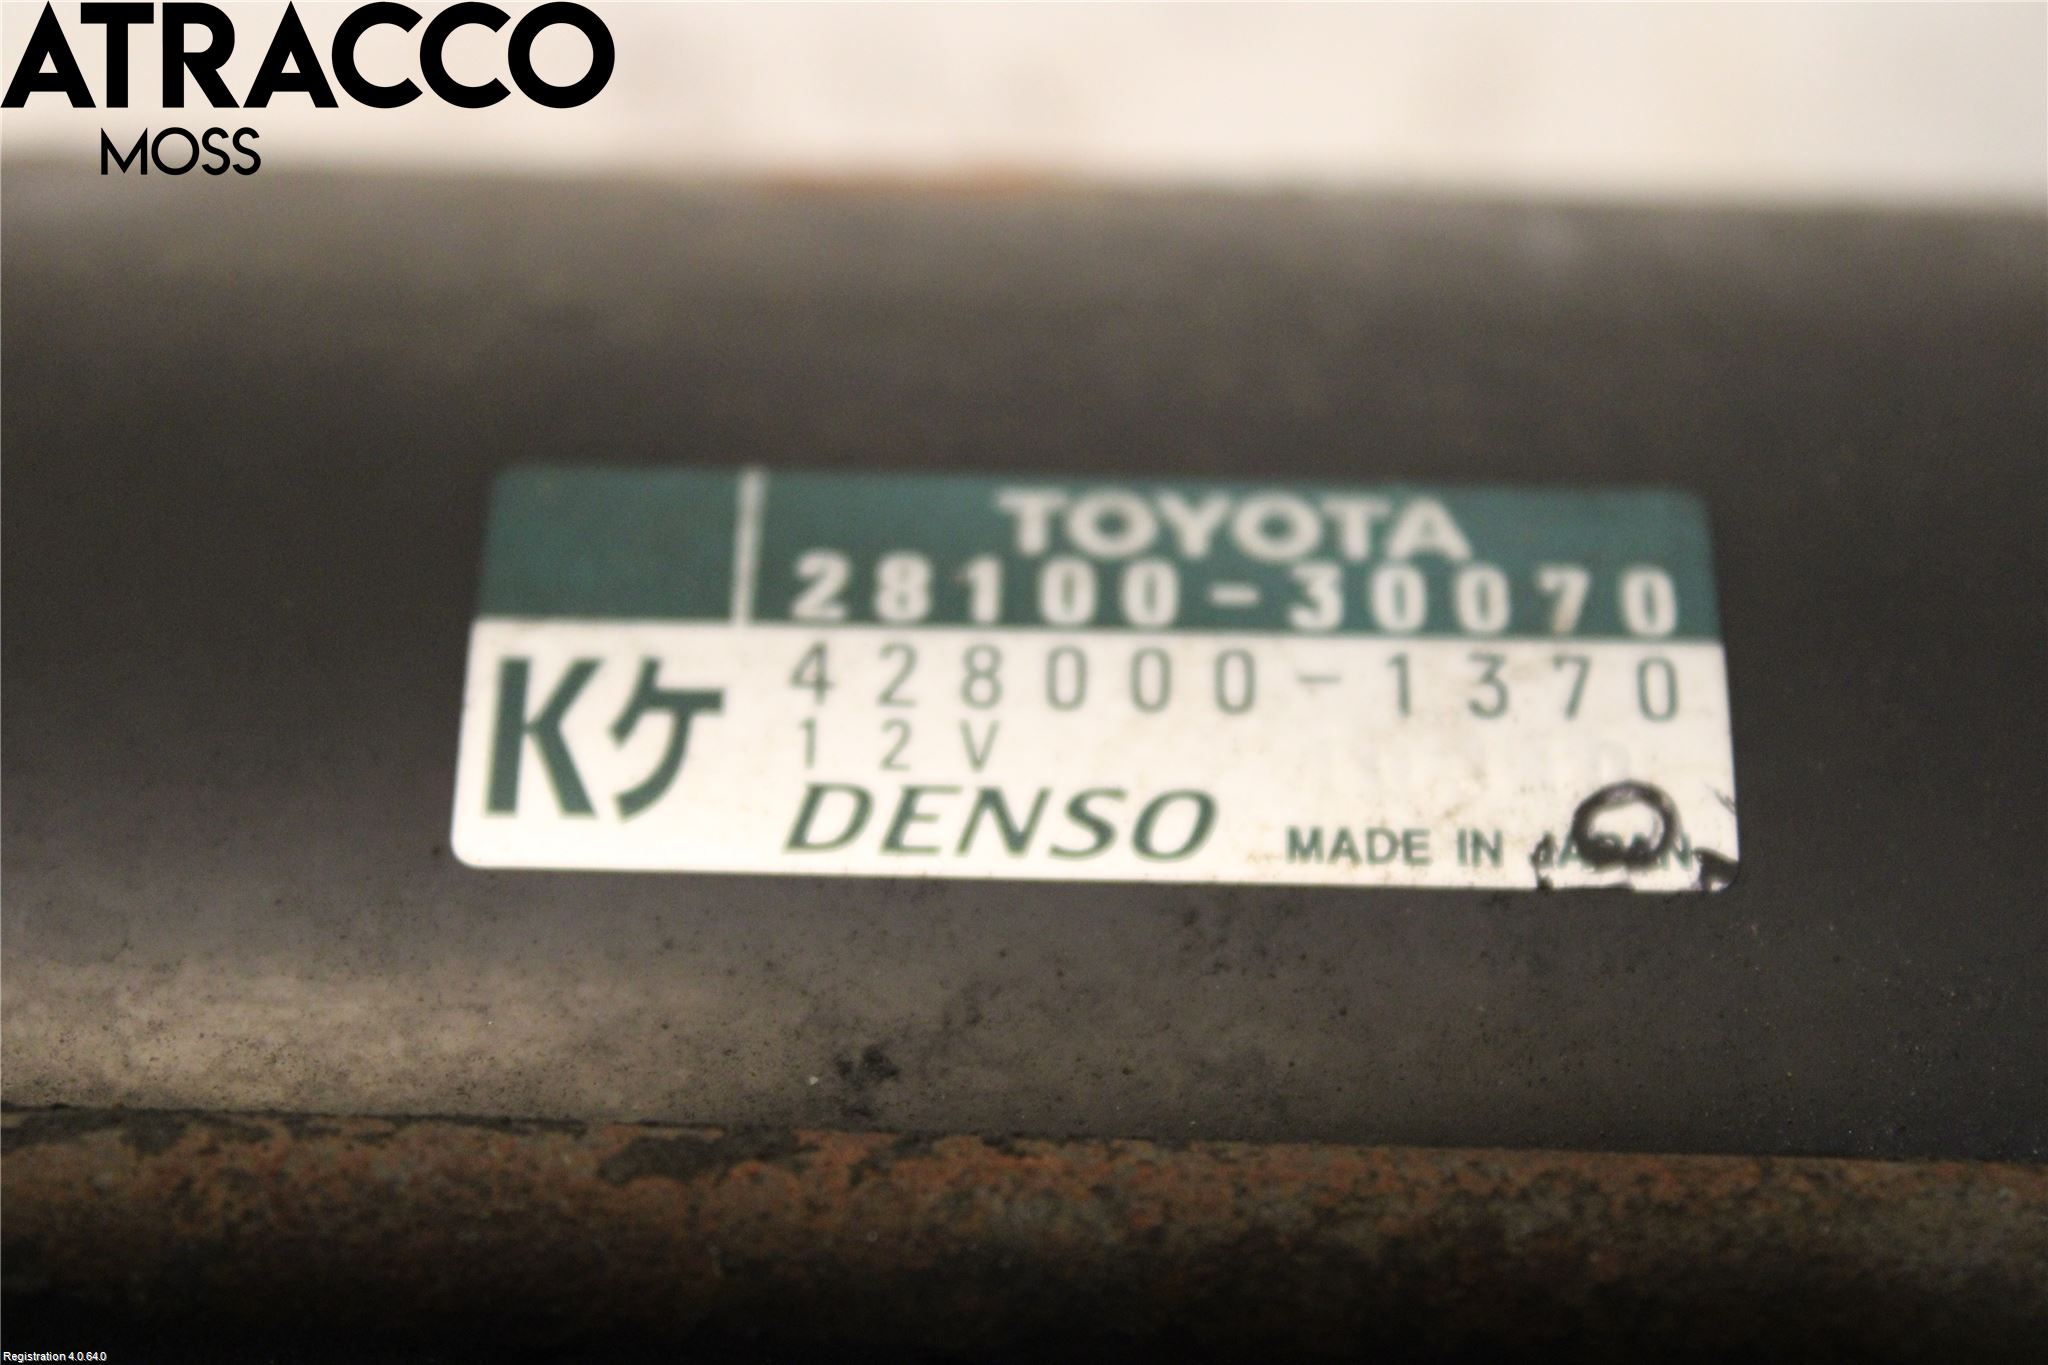 ATRACCO
MOSS
TOYOTA
28100-30070
Kケ
428000-1370
12V
DENSO
MADE IN JAPAN
Registration 4.0.64.0